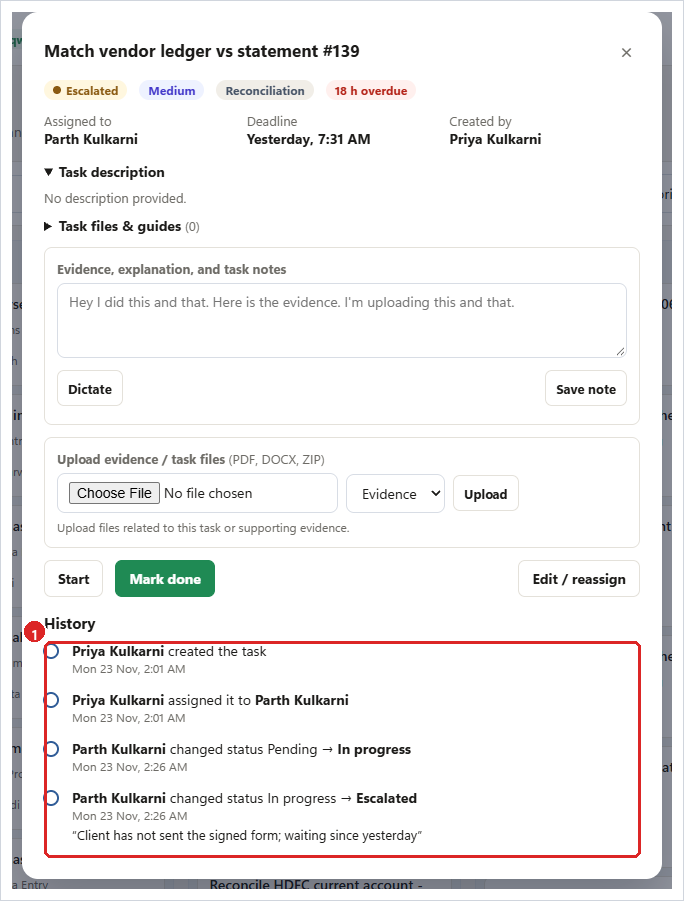 Match vendor ledger vs statement #139
×
Escalated Medium Reconciliation 18 h overdue
Assigned to Deadline Created by
Parth Kulkarni Yesterday, 7:31 AM Priya Kulkarni
▼ Task description
No description provided.
▶ Task files & guides (0)
Evidence, explanation, and task notes
Hey I did this and that. Here is the evidence. I'm uploading this and that.
Dictate Save note
Upload evidence / task files (PDF, DOCX, ZIP)
Choose File No file chosen Evidence Upload
Upload files related to this task or supporting evidence.
Start Mark done Edit / reassign
1
History
Priya Kulkarni created the task
Mon 23 Nov, 2:01 AM
Priya Kulkarni assigned it to Parth Kulkarni
Mon 23 Nov, 2:01 AM
Parth Kulkarni changed status Pending → In progress
Mon 23 Nov, 2:26 AM
Parth Kulkarni changed status In progress → Escalated
Mon 23 Nov, 2:26 AM
“Client has not sent the signed form; waiting since yesterday”
a Entry
Reconcile HDFC current account -